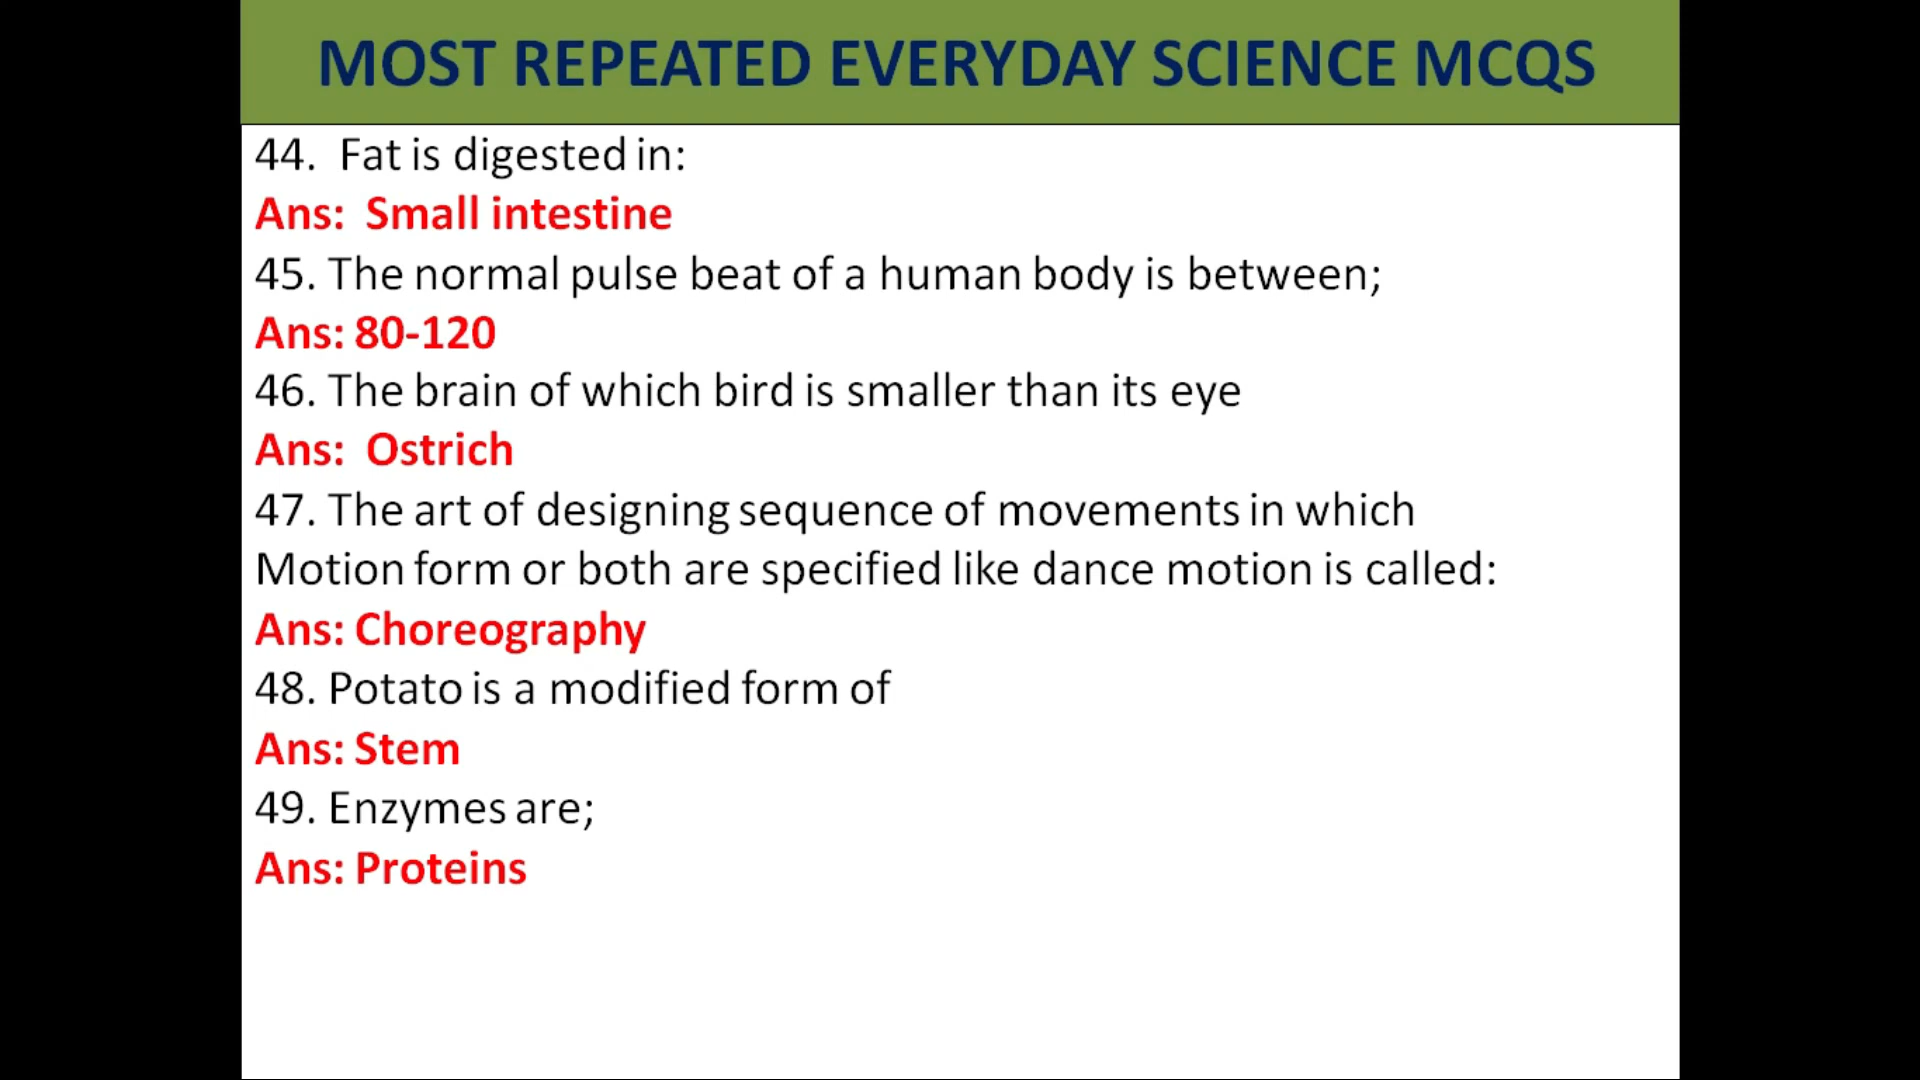 MOST REPEATED EVERYDAY SCIENCE MCQS
44. Fat is digested in:
Ans: Small intestine
45. The normal pulse beat of a human body is between;
Ans: 80-120
46. The brain of which bird is smaller than its eye
Ans: Ostrich
47. The art of designing sequence of movements in which
Motion form or both are specified like dance motion is called:
Ans: Choreography
48. Potato is a modified form of
Ans: Stem
49. Enzymes are;
Ans: Proteins